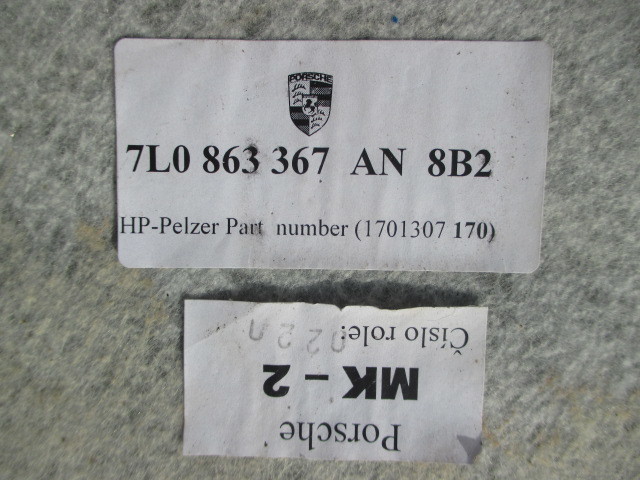 PORSCHE
7L0 863 367 AN 8B2
HP-Pelzer Part number (1701307 170)
Porsche
MK – 2
Číslo role: